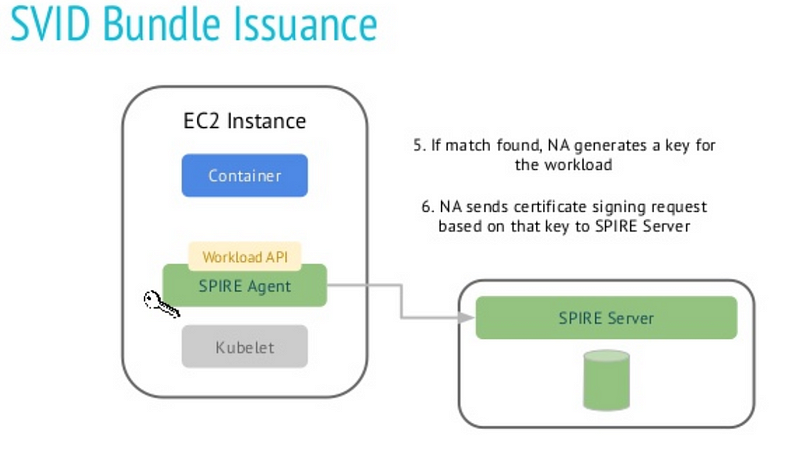 SVID Bundle Issuance
EC2 Instance
Container
Workload API
SPIRE Agent
Kubelet
5. If match found, NA generates a key for
the workload
6. NA sends certificate signing request
based on that key to SPIRE Server
SPIRE Server